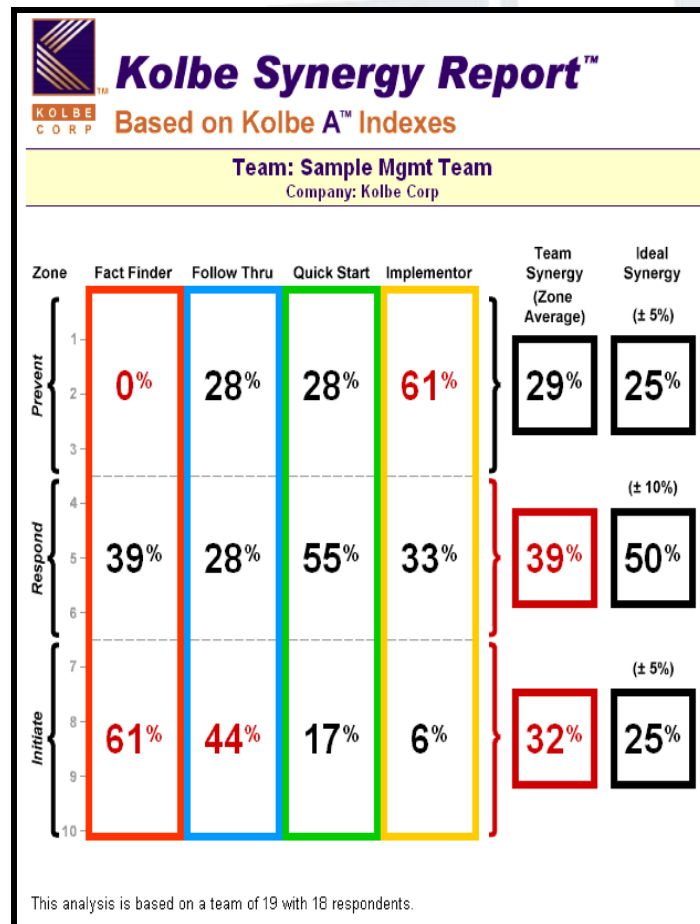 KOLBE
CORP
™
Kolbe Synergy Report™
Based on Kolbe A™ Indexes
Team: Sample Mgmt Team
Company: Kolbe Corp
Zone Fact Finder Follow Thru Quick Start Implementor Team Synergy (Zone Average) Ideal Synergy
(± 5%)
Prevent
1
2
3
0% 28% 28% 61% 29% 25%
(± 10%)
Respond
4
5
6
39% 28% 55% 33% 39% 50%
(± 5%)
Initiate
7
8
9
10
61% 44% 17% 6% 32% 25%
This analysis is based on a team of 19 with 18 respondents.